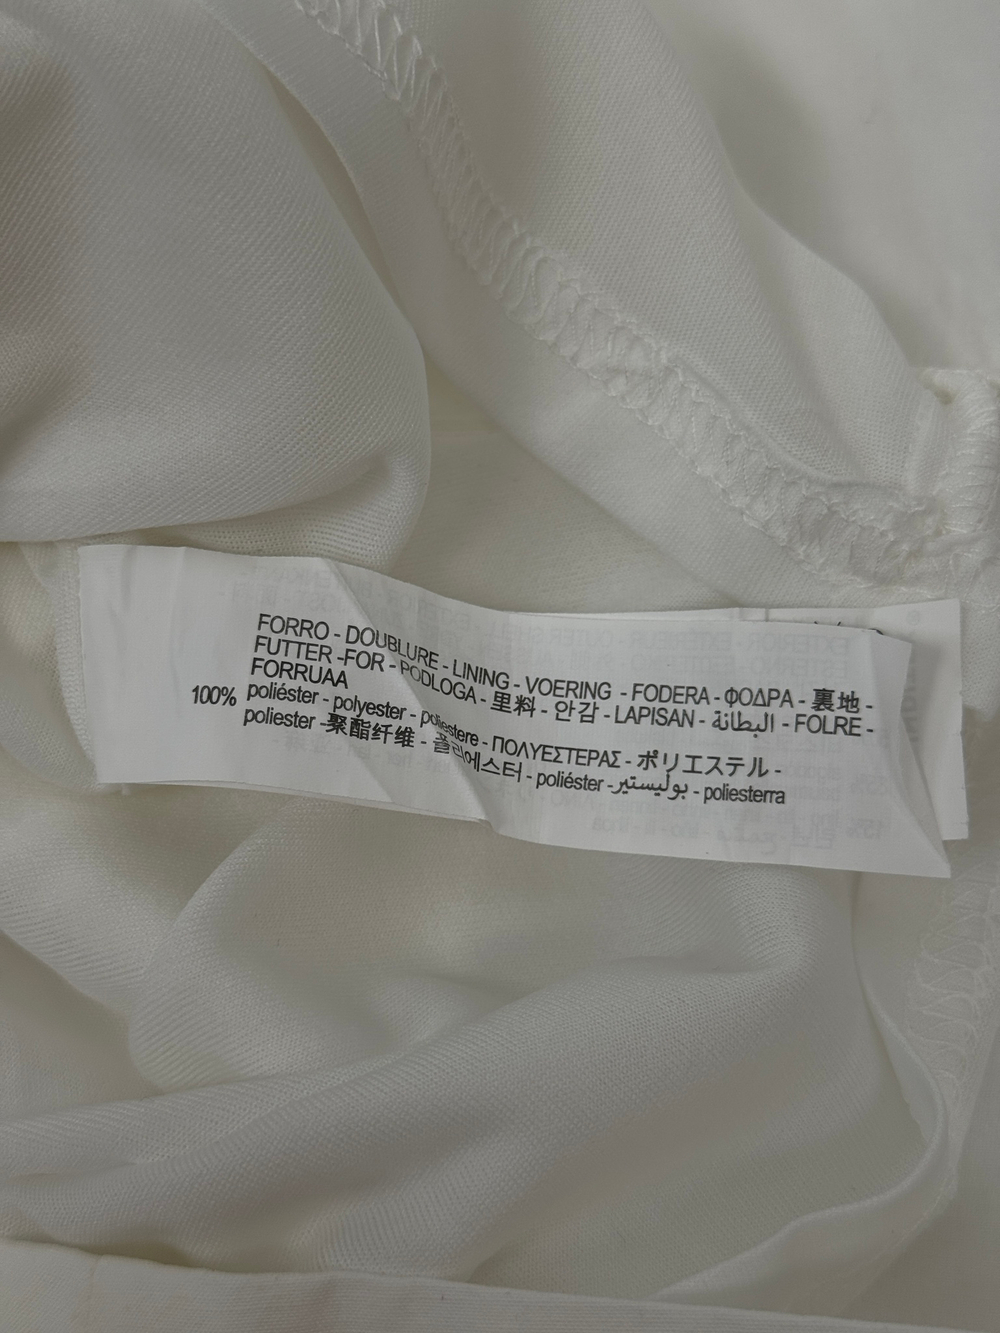 FORRO - DOUBLURE - LINING - VOERING - FODERA - ΦΟΔΡΑ - 裏地 -
FUTTER -FOR - PODLOGA - 里料 - 안감 - LAPISAN - البطانة - FOLRE -
FORRUAA
100% poliéster - polyester - poliestere - ΠΟΛΥΕΣΤΕΡΑΣ - ポリエステル -
poliester -聚酯纤维 - 폴리에스터 - poliéster - بوليستير - poliesterra